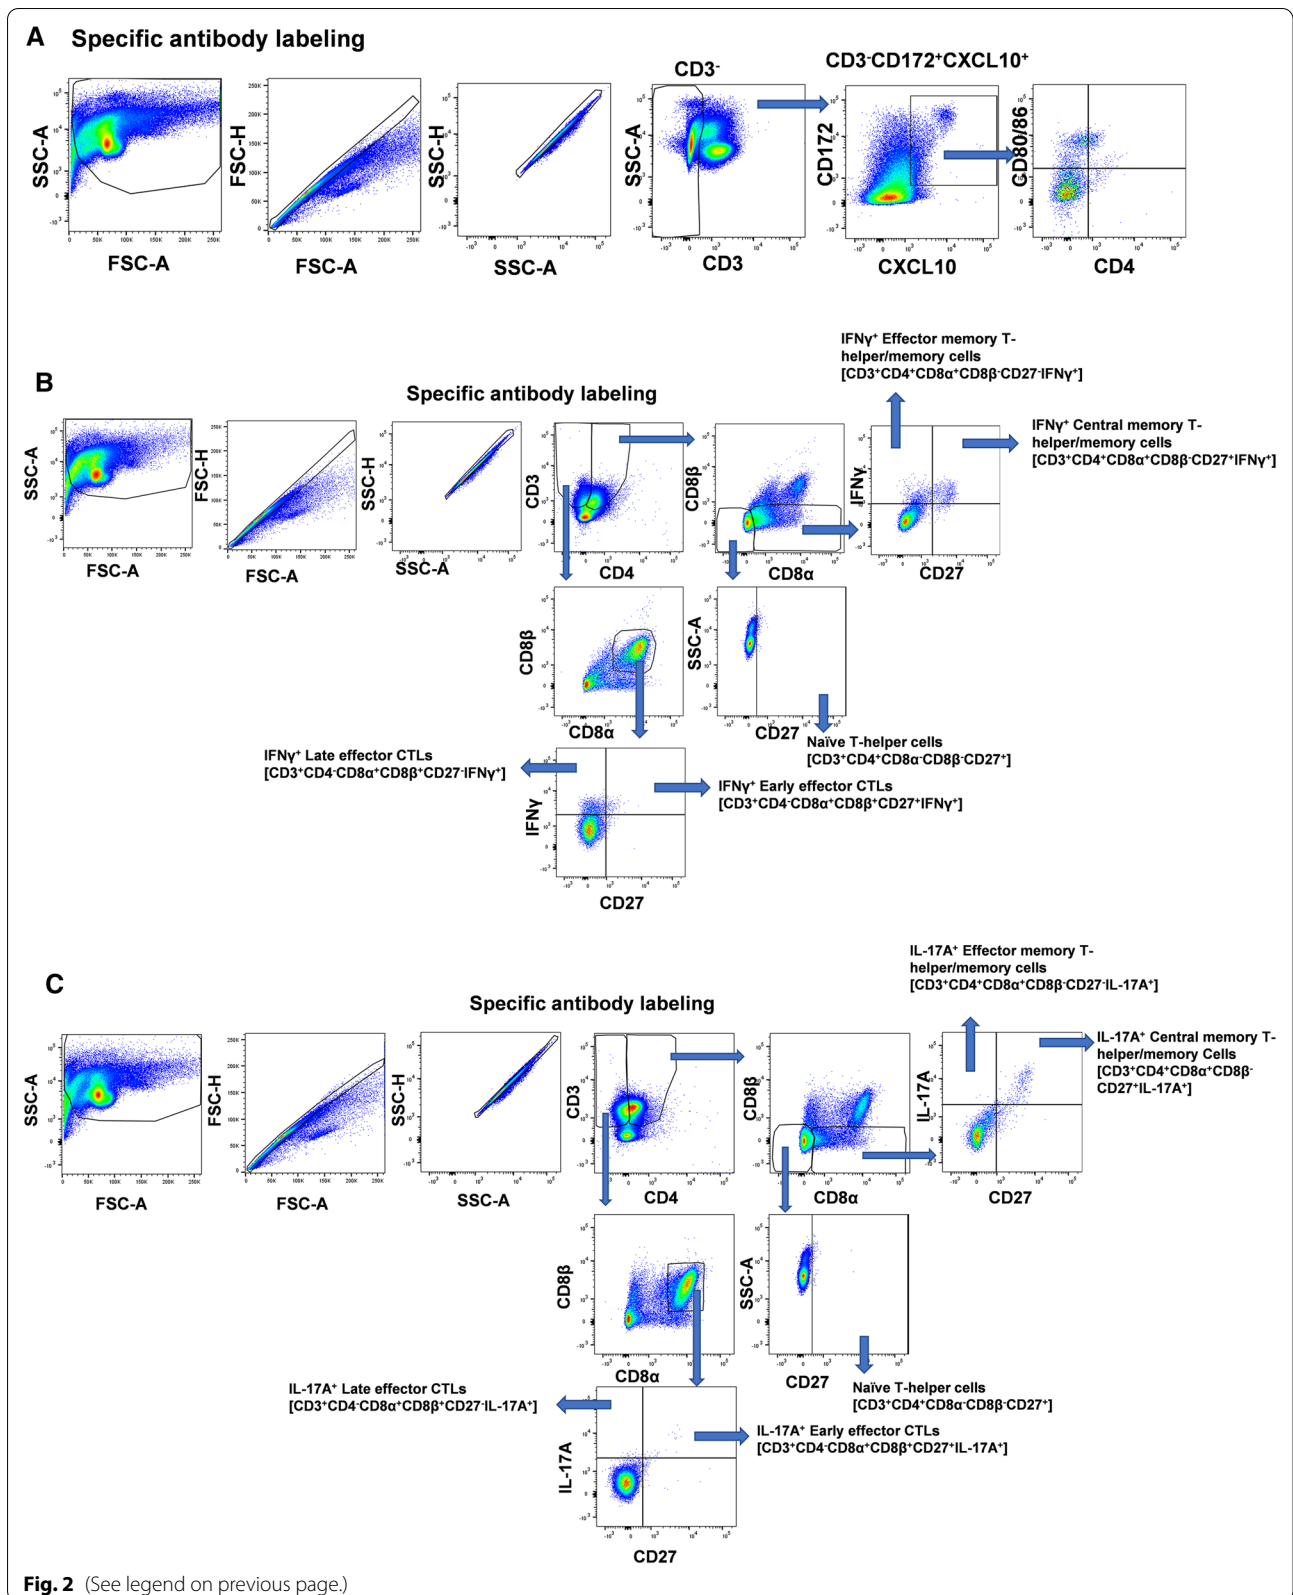 A Specific antibody labeling
CD3⁻
CD3⁻CD172⁺CXCL10⁺
SSC-A
FSC-H
SSC-H
SSC-A
CD172
CD80/86
FSC-A
FSC-A
SSC-A
CD3
CXCL10
CD4
B
Specific antibody labeling
IFNγ⁺ Effector memory T-
helper/memory cells
[CD3⁺CD4⁺CD8α⁺CD8β⁻CD27⁻IFNγ⁺]
IFNγ⁺ Central memory T-
helper/memory cells
[CD3⁺CD4⁺CD8α⁺CD8β⁻CD27⁺IFNγ⁺]
SSC-A
FSC-H
SSC-H
CD3
CD8β
IFNγ
FSC-A
FSC-A
SSC-A
CD4
CD8α
CD27
CD8β
SSC-A
CD8α
CD27
Naïve T-helper cells
[CD3⁺CD4⁺CD8α⁻CD8β⁻CD27⁺]
IFNγ⁺ Late effector CTLs
[CD3⁺CD4⁻CD8α⁺CD8β⁺CD27⁻IFNγ⁺]
IFNγ⁺ Early effector CTLs
[CD3⁺CD4⁻CD8α⁺CD8β⁺CD27⁺IFNγ⁺]
IFNγ
CD27
C
Specific antibody labeling
IL-17A⁺ Effector memory T-
helper/memory cells
[CD3⁺CD4⁺CD8α⁺CD8β⁻CD27⁻IL-17A⁺]
IL-17A⁺ Central memory T-
helper/memory Cells
[CD3⁺CD4⁺CD8α⁺CD8β⁻
CD27⁺IL-17A⁺]
SSC-A
FSC-H
SSC-H
CD3
CD8β
IL-17A
FSC-A
FSC-A
SSC-A
CD4
CD8α
CD27
CD8β
SSC-A
CD8α
CD27
Naïve T-helper cells
[CD3⁺CD4⁺CD8α⁻CD8β⁻CD27⁺]
IL-17A⁺ Late effector CTLs
[CD3⁺CD4⁻CD8α⁺CD8β⁺CD27⁻IL-17A⁺]
IL-17A⁺ Early effector CTLs
[CD3⁺CD4⁻CD8α⁺CD8β⁺CD27⁺IL-17A⁺]
IL-17A
CD27
Fig. 2 (See legend on previous page.)